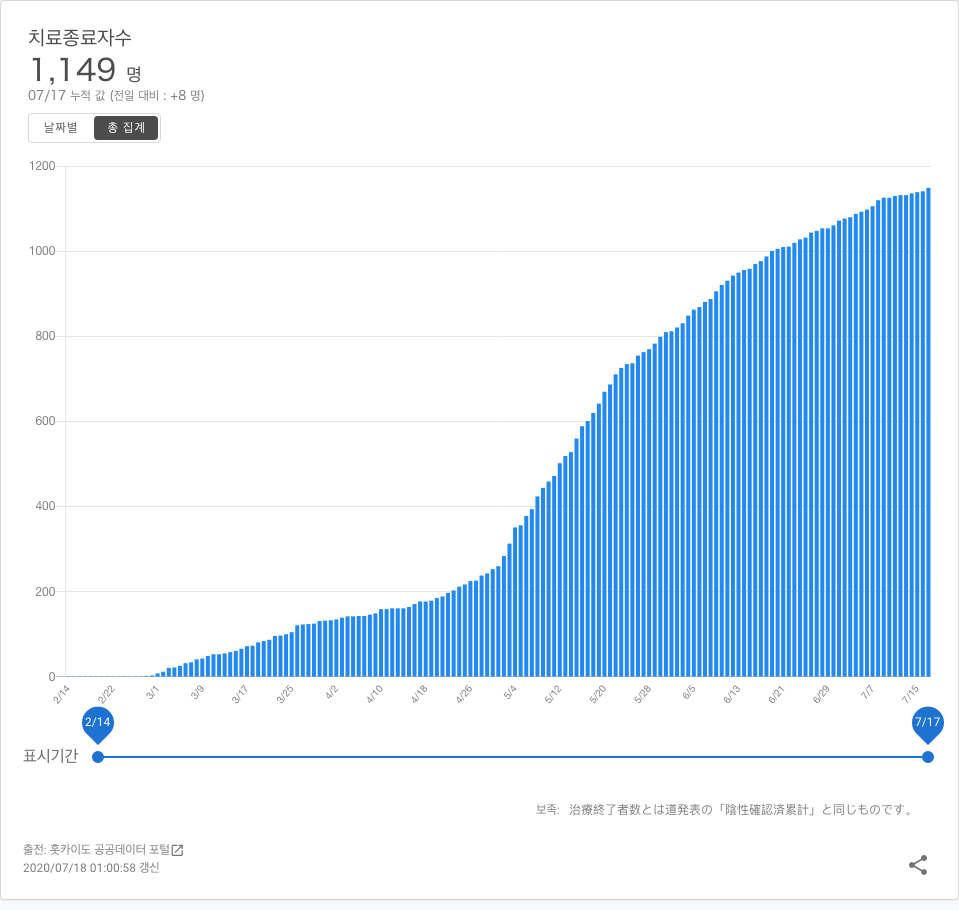 치료종료자수
1,149 명
07/17 누적 값 (전일 대비 : +8 명)
날짜별 총 집계
1200
1000
800
600
400
200
0
2/14 2/22 3/1 3/9 3/17 3/25 4/2 4/10 4/18 4/26 5/4 5/12 5/20 5/28 6/5 6/13 6/21 6/29 7/7 7/15
2/14 7/17
표시기간
보족: 治療終了者数とは道発表の「陰性確認済累計」と同じものです。
출전: 홋카이도 공공데이터 포털
2020/07/18 01:00:58 갱신